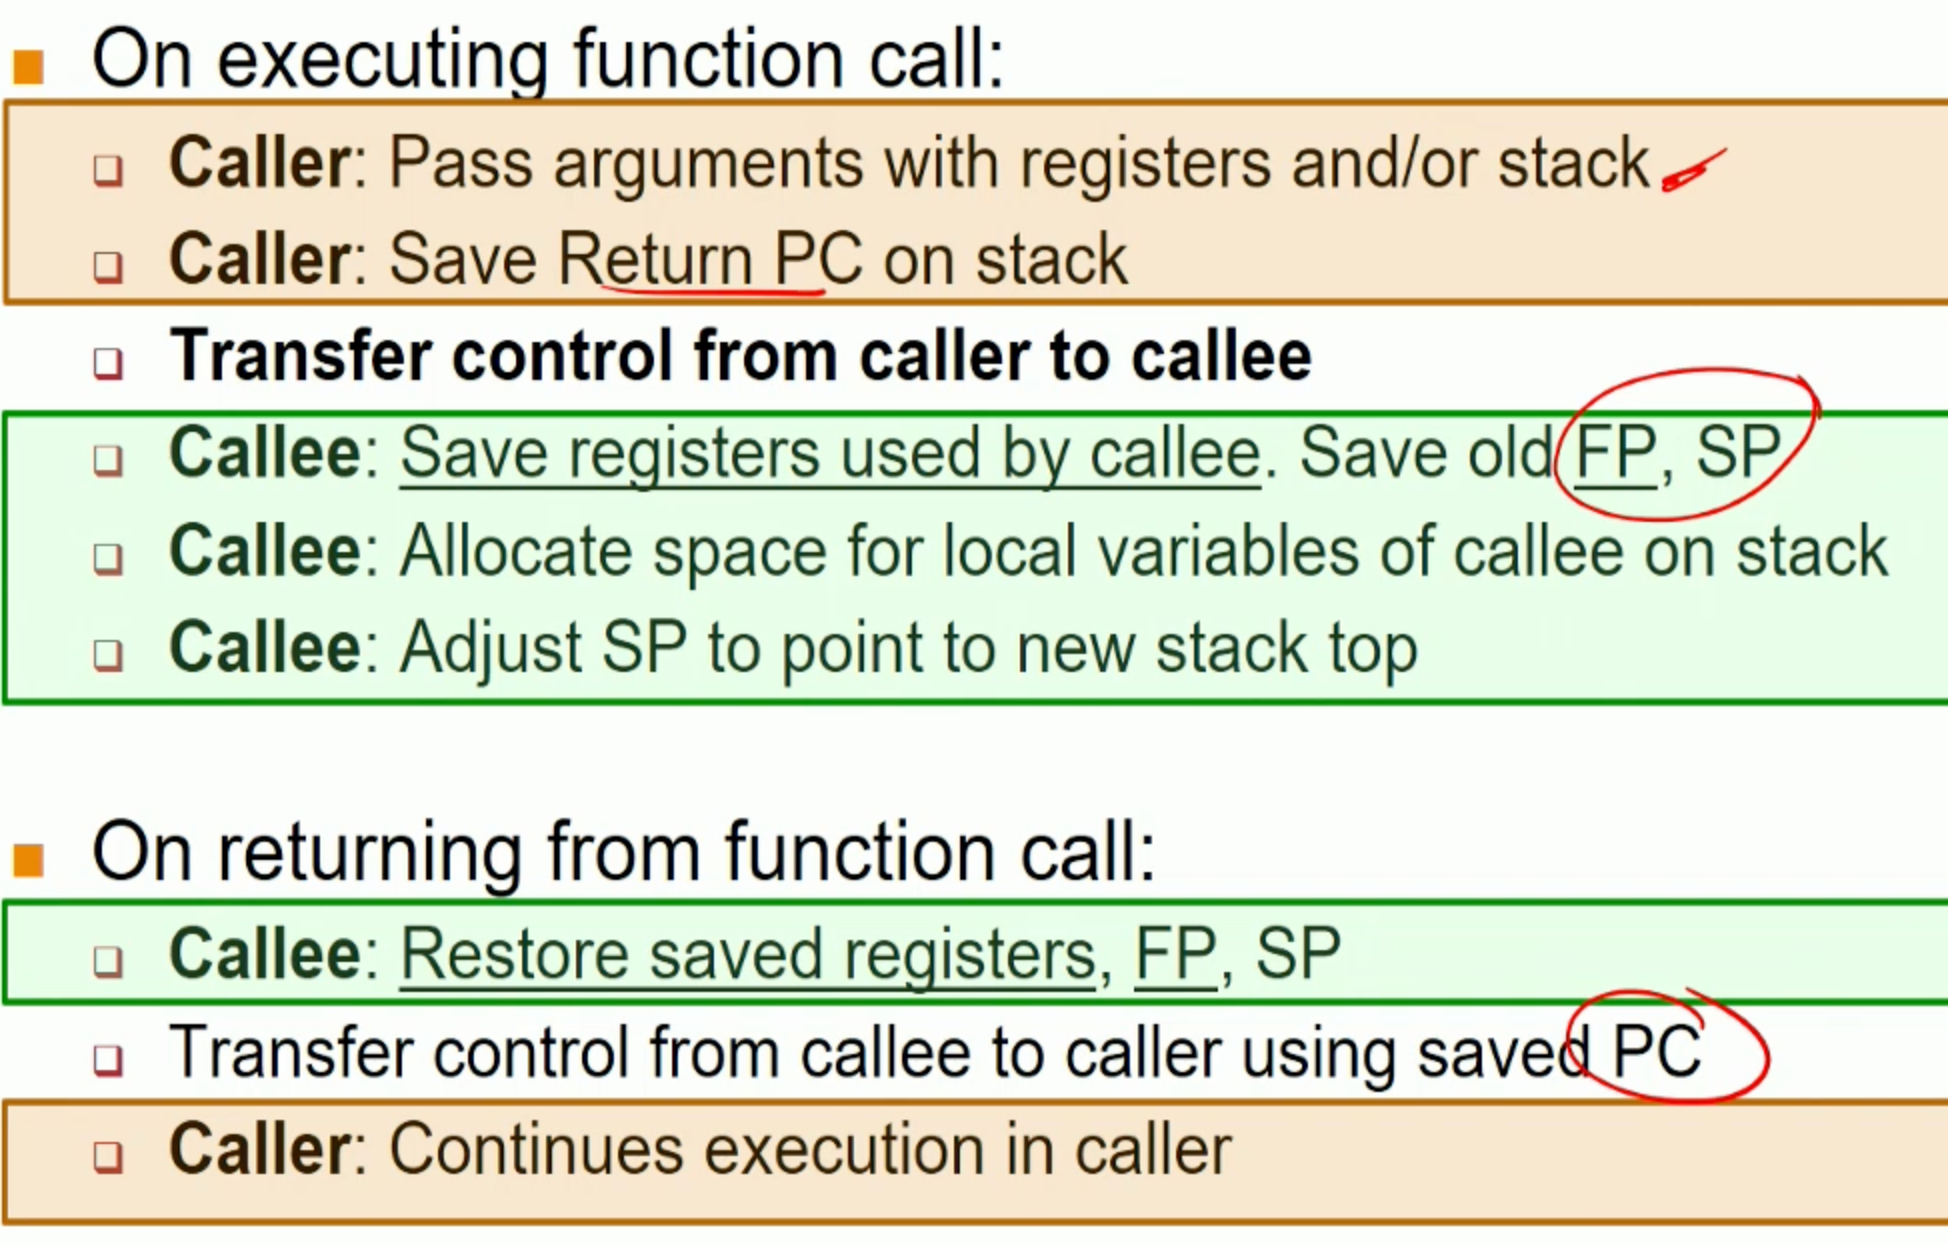 On executing function call:
Caller: Pass arguments with registers and/or stack
Caller: Save Return PC on stack
Transfer control from caller to callee
Callee: Save registers used by callee. Save old FP, SP
Callee: Allocate space for local variables of callee on stack
Callee: Adjust SP to point to new stack top
On returning from function call:
Callee: Restore saved registers, FP, SP
Transfer control from callee to caller using saved PC
Caller: Continues execution in caller